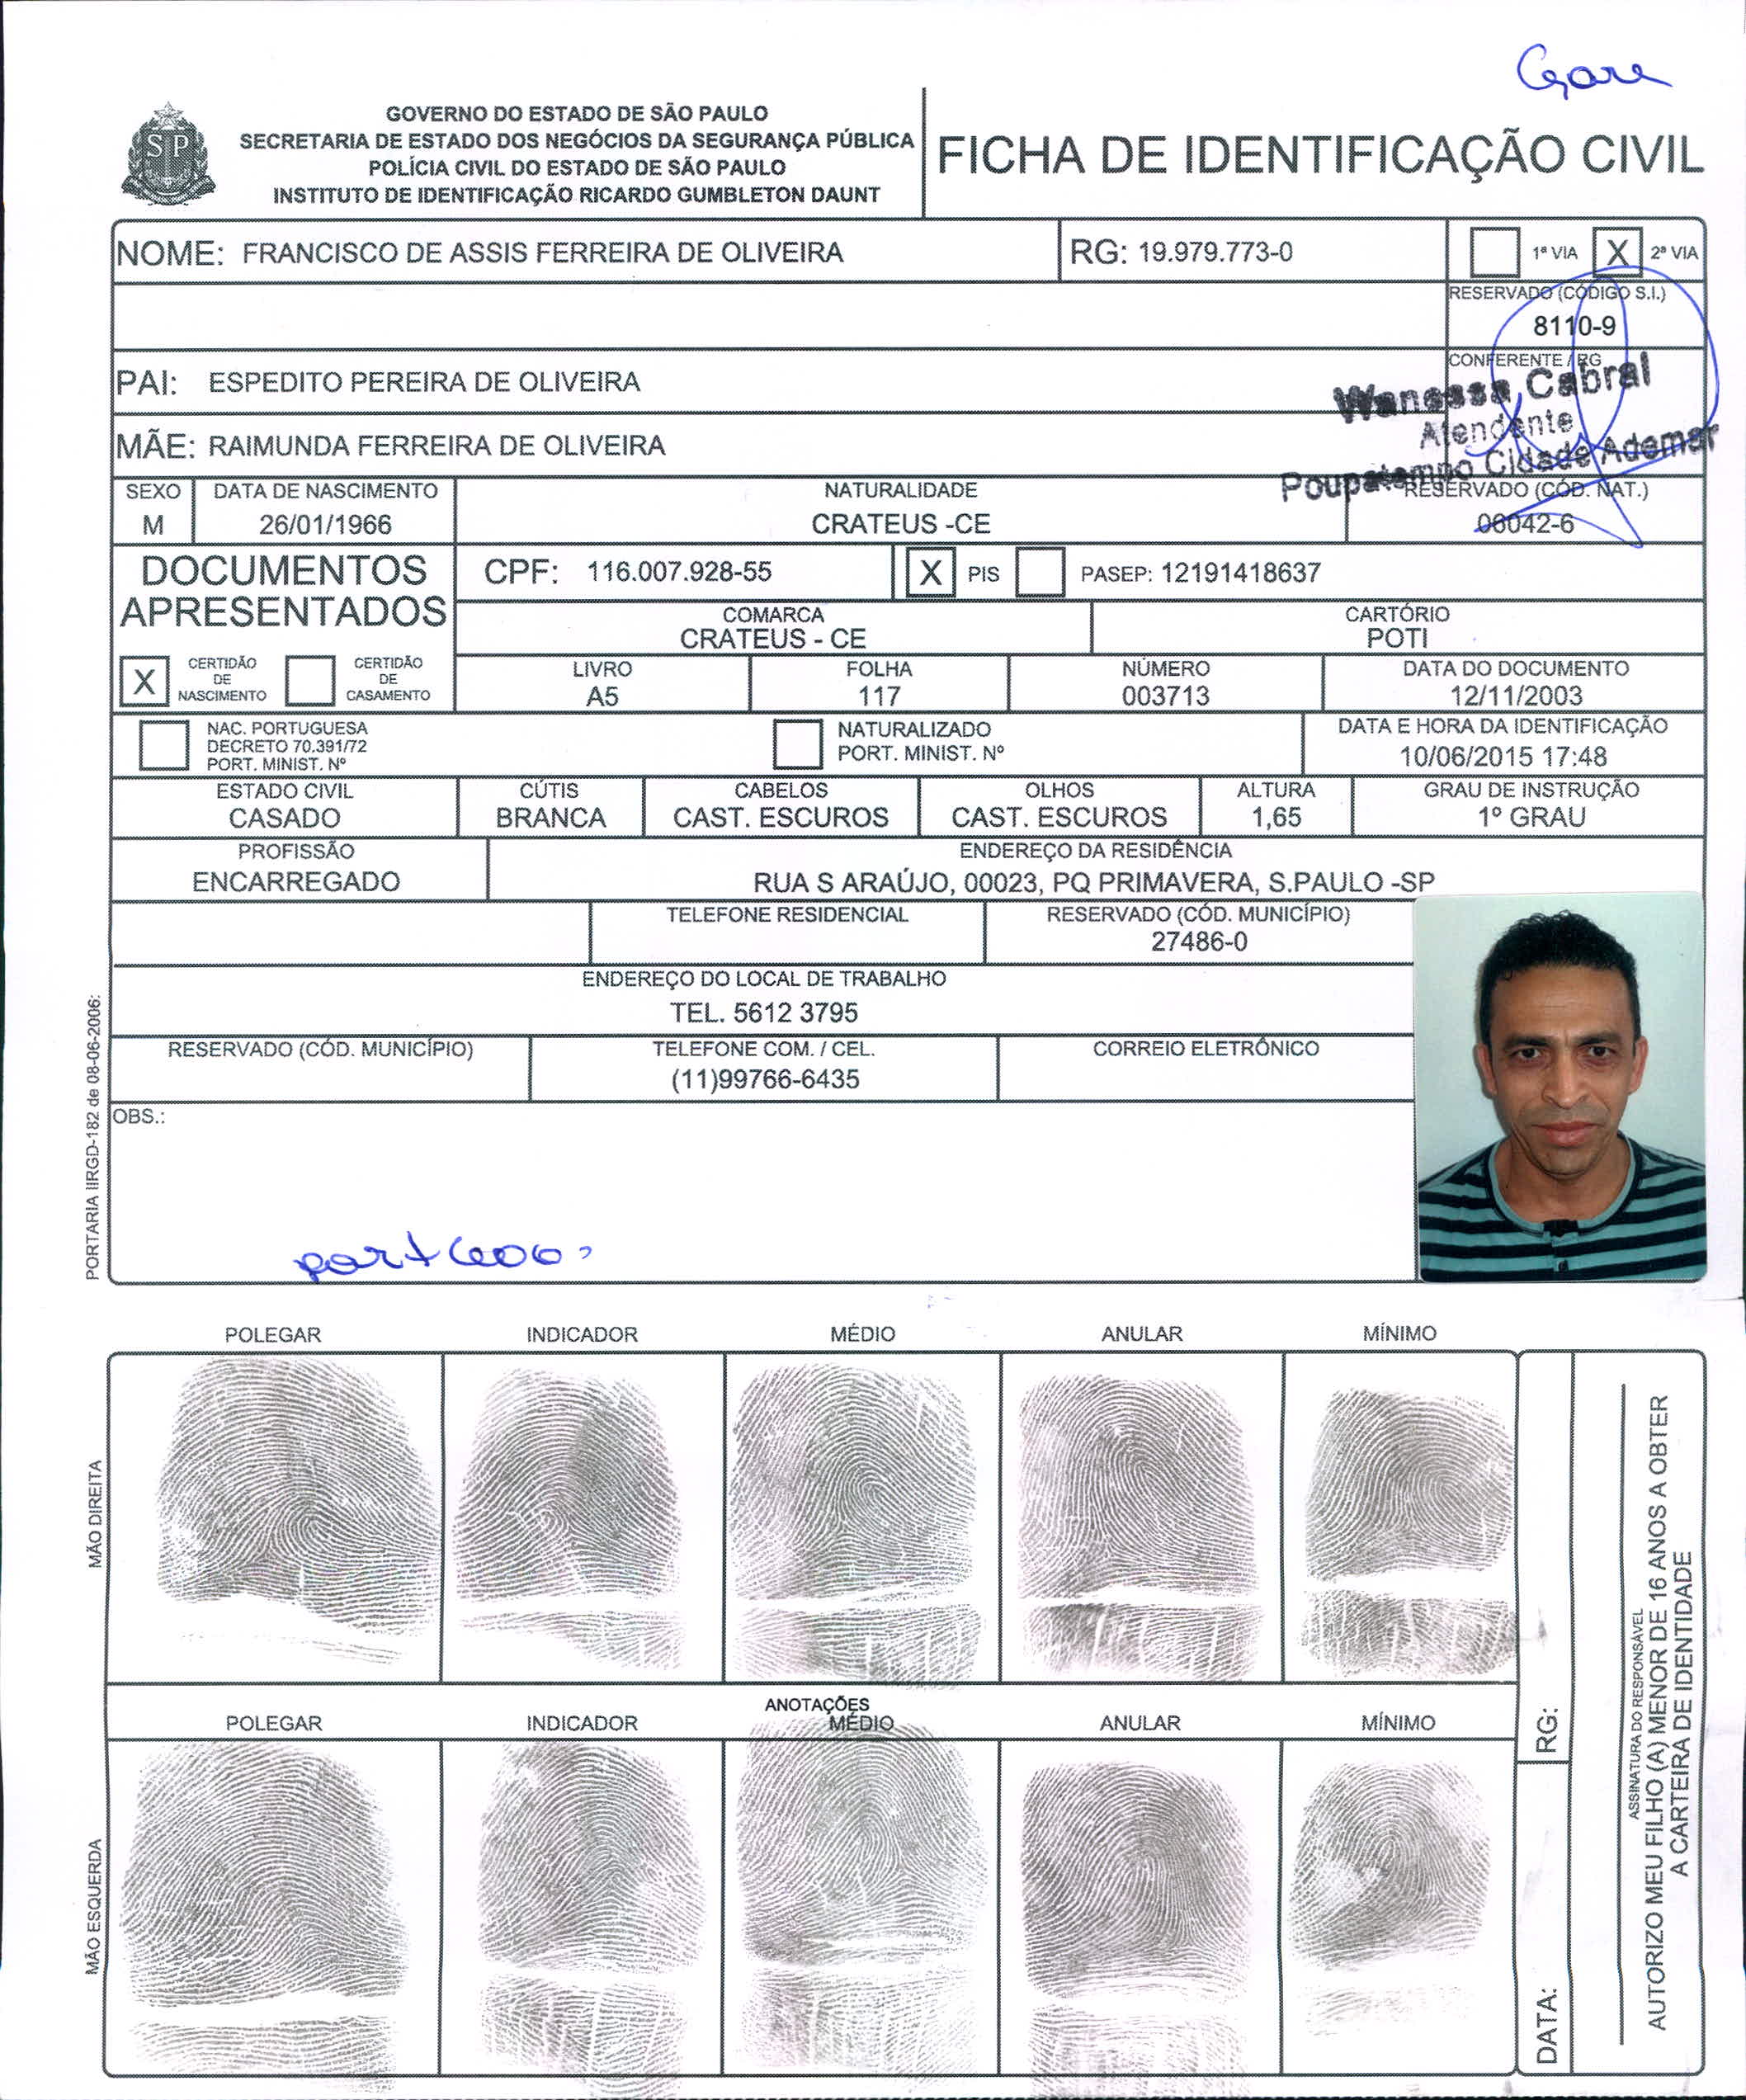 GOVERNO DO ESTADO DE SÃO PAULO
SECRETARIA DE ESTADO DOS NEGÓCIOS DA SEGURANÇA PÚBLICA
POLÍCIA CIVIL DO ESTADO DE SÃO PAULO
INSTITUTO DE IDENTIFICAÇÃO RICARDO GUMBLETON DAUNT
SP
FICHA DE IDENTIFICAÇÃO CIVIL
NOME: FRANCISCO DE ASSIS FERREIRA DE OLIVEIRA
RG: 19.979.773-0
1ª VIA X 2ª VIA
RESERVADO (CÓDIGO S.I.)
8110-9
PAI: ESPEDITO PEREIRA DE OLIVEIRA
CONFERENTE / RG
Wanessa Cabral
Atendente
Poupatempo Cidade Ademar
MÃE: RAIMUNDA FERREIRA DE OLIVEIRA
SEXO
M
DATA DE NASCIMENTO
26/01/1966
NATURALIDADE
CRATEUS -CE
RESERVADO (CÓD. NAT.)
06042-6
DOCUMENTOS
APRESENTADOS
CPF: 116.007.928-55
X PIS
PASEP: 12191418637
COMARCA
CRATEUS - CE
CARTÓRIO
POTI
X CERTIDÃO
DE
NASCIMENTO
CERTIDÃO
DE
CASAMENTO
LIVRO
A5
FOLHA
117
NÚMERO
003713
DATA DO DOCUMENTO
12/11/2003
NAC. PORTUGUESA
DECRETO 70.391/72
PORT. MINIST. Nº
NATURALIZADO
PORT. MINIST. Nº
DATA E HORA DA IDENTIFICAÇÃO
10/06/2015 17:48
ESTADO CIVIL
CASADO
CÚTIS
BRANCA
CABELOS
CAST. ESCUROS
OLHOS
CAST. ESCUROS
ALTURA
1,65
GRAU DE INSTRUÇÃO
1º GRAU
PROFISSÃO
ENCARREGADO
ENDEREÇO DA RESIDÊNCIA
RUA S ARAÚJO, 00023, PQ PRIMAVERA, S.PAULO -SP
TELEFONE RESIDENCIAL
RESERVADO (CÓD. MUNICÍPIO)
27486-0
ENDEREÇO DO LOCAL DE TRABALHO
TEL. 5612 3795
RESERVADO (CÓD. MUNICÍPIO)
TELEFONE COM. / CEL.
(11)99766-6435
CORREIO ELETRÔNICO
OBS.:
PORTARIA IIRGD-182 de 08-06-2006:
POLEGAR INDICADOR MÉDIO ANULAR MÍNIMO
MÃO DIREITA
ANOTAÇÕES
POLEGAR INDICADOR MÉDIO ANULAR MÍNIMO
MÃO ESQUERDA
RG:
DATA:
ASSINATURA DO RESPONSÁVEL
AUTORIZO MEU FILHO (A) MENOR DE 16 ANOS A OBTER
A CARTEIRA DE IDENTIDADE